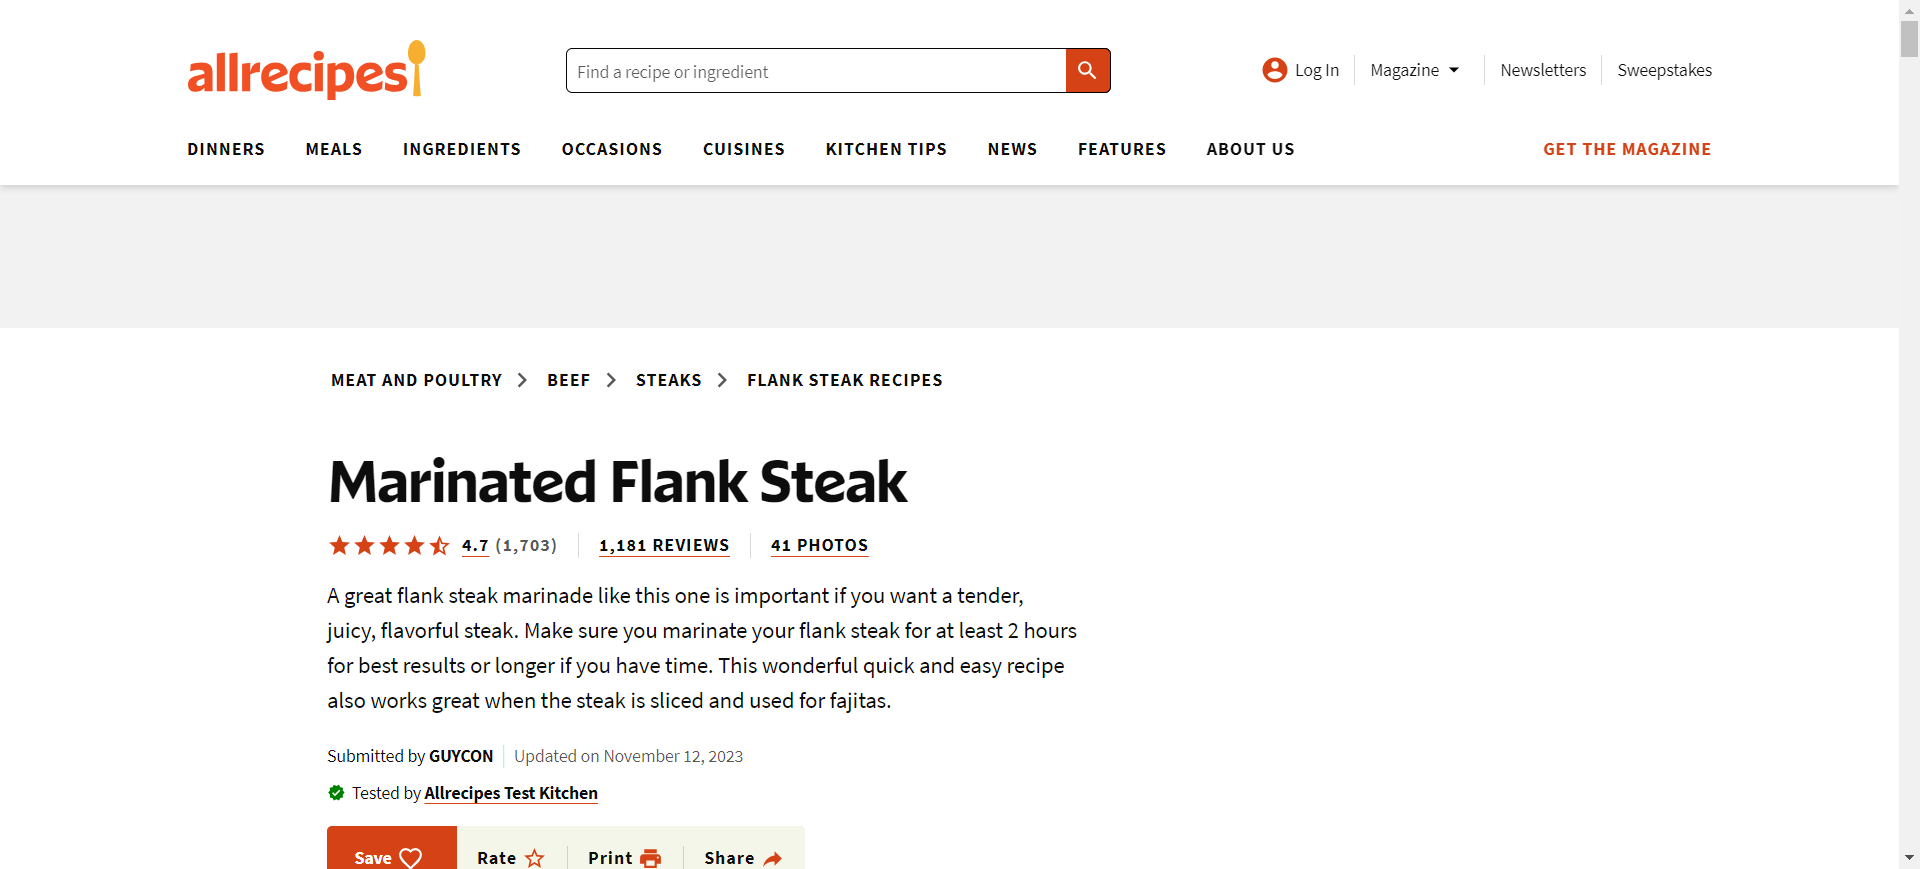 allrecipes
Find a recipe or ingredient
Log In
Magazine
Newsletters
Sweepstakes
DINNERS
MEALS
INGREDIENTS
OCCASIONS
CUISINES
KITCHEN TIPS
NEWS
FEATURES
ABOUT US
GET THE MAGAZINE
MEAT AND POULTRY > BEEF > STEAKS > FLANK STEAK RECIPES
Marinated Flank Steak
4.7 (1,703)
1,181 REVIEWS
41 PHOTOS
A great flank steak marinade like this one is important if you want a tender,
juicy, flavorful steak. Make sure you marinate your flank steak for at least 2 hours
for best results or longer if you have time. This wonderful quick and easy recipe
also works great when the steak is sliced and used for fajitas.
Submitted by GUYCON
Updated on November 12, 2023
Tested by Allrecipes Test Kitchen
Save
Rate
Print
Share